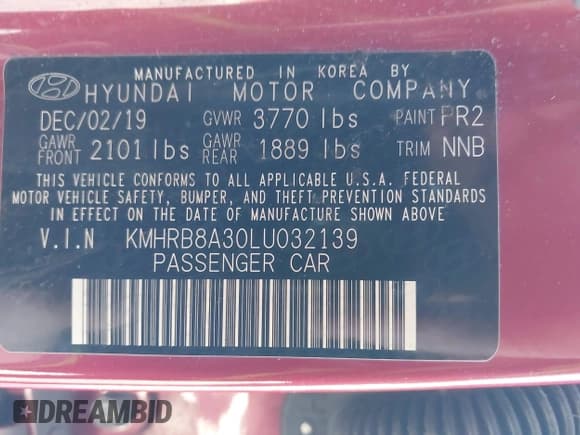 MANUFACTURED IN KOREA BY
HYUNDAI MOTOR COMPANY
DEC/02/19 GVWR 3770 lbs PAINT PR2
GAWR FRONT 2101 lbs GAWR REAR 1889 lbs TRIM NNB
THIS VEHICLE CONFORMS TO ALL APPLICABLE U.S.A. FEDERAL
MOTOR VEHICLE SAFETY, BUMPER, AND THEFT PREVENTION STANDARDS
IN EFFECT ON THE DATE OF MANUFACTURE SHOWN ABOVE
V.I.N KMHRB8A30LU032139
PASSENGER CAR
DREAMBID